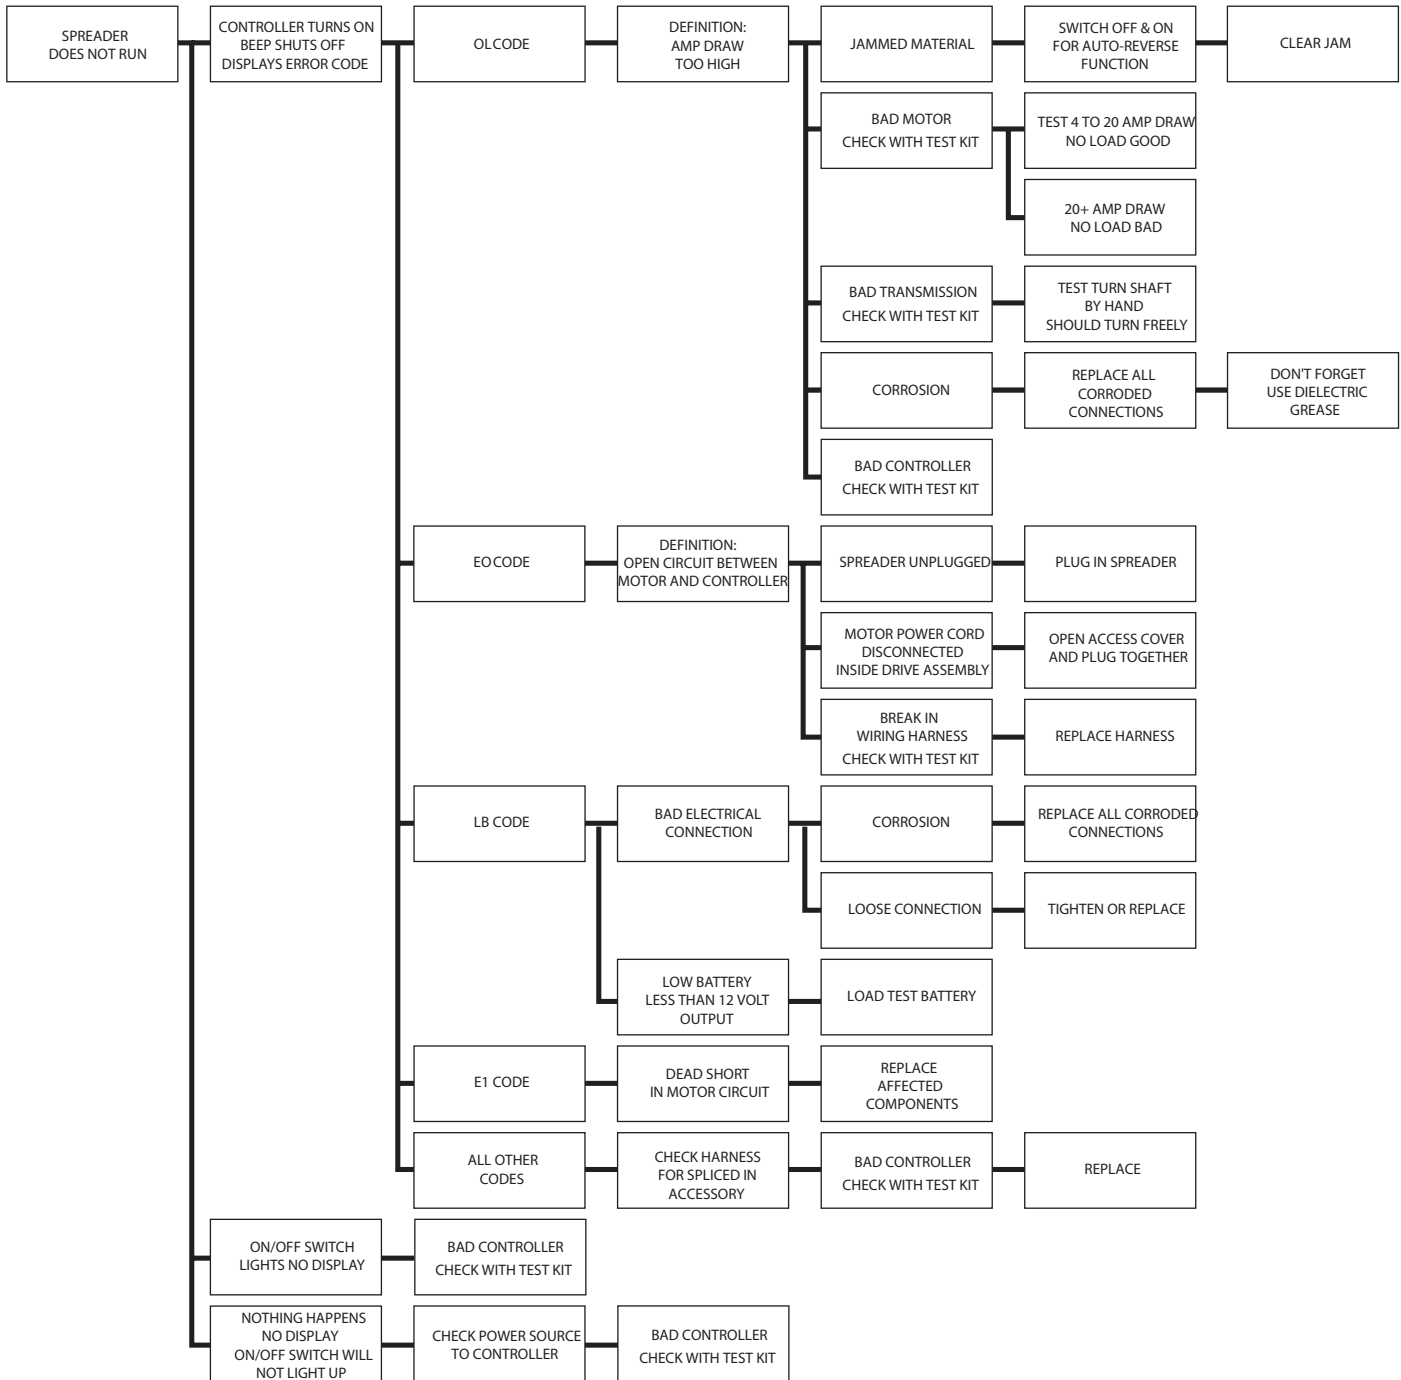 SPREADER
DOES NOT RUN
CONTROLLER TURNS ON
BEEP SHUTS OFF
DISPLAYS ERROR CODE
OL CODE
DEFINITION:
AMP DRAW
TOO HIGH
JAMMED MATERIAL
SWITCH OFF & ON
FOR AUTO-REVERSE
FUNCTION
CLEAR JAM
BAD MOTOR
CHECK WITH TEST KIT
TEST 4 TO 20 AMP DRAW
NO LOAD GOOD
20+ AMP DRAW
NO LOAD BAD
BAD TRANSMISSION
CHECK WITH TEST KIT
TEST TURN SHAFT
BY HAND
SHOULD TURN FREELY
CORROSION
REPLACE ALL
CORRODED
CONNECTIONS
DON'T FORGET
USE DIELECTRIC
GREASE
BAD CONTROLLER
CHECK WITH TEST KIT
EO CODE
DEFINITION:
OPEN CIRCUIT BETWEEN
MOTOR AND CONTROLLER
SPREADER UNPLUGGED
PLUG IN SPREADER
MOTOR POWER CORD
DISCONNECTED
INSIDE DRIVE ASSEMBLY
OPEN ACCESS COVER
AND PLUG TOGETHER
BREAK IN
WIRING HARNESS
CHECK WITH TEST KIT
REPLACE HARNESS
LB CODE
BAD ELECTRICAL
CONNECTION
CORROSION
REPLACE ALL CORRODED
CONNECTIONS
LOOSE CONNECTION
TIGHTEN OR REPLACE
LOW BATTERY
LESS THAN 12 VOLT
OUTPUT
LOAD TEST BATTERY
E1 CODE
DEAD SHORT
IN MOTOR CIRCUIT
REPLACE
AFFECTED
COMPONENTS
ALL OTHER
CODES
CHECK HARNESS
FOR SPLICED IN
ACCESSORY
BAD CONTROLLER
CHECK WITH TEST KIT
REPLACE
ON/OFF SWITCH
LIGHTS NO DISPLAY
BAD CONTROLLER
CHECK WITH TEST KIT
NOTHING HAPPENS
NO DISPLAY
ON/OFF SWITCH WILL
NOT LIGHT UP
CHECK POWER SOURCE
TO CONTROLLER
BAD CONTROLLER
CHECK WITH TEST KIT